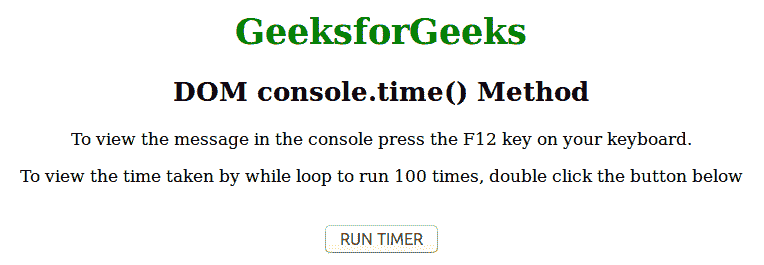 GeeksforGeeks
DOM console.time() Method
To view the message in the console press the F12 key on your keyboard.
To view the time taken by while loop to run 100 times, double click the button below
RUN TIMER